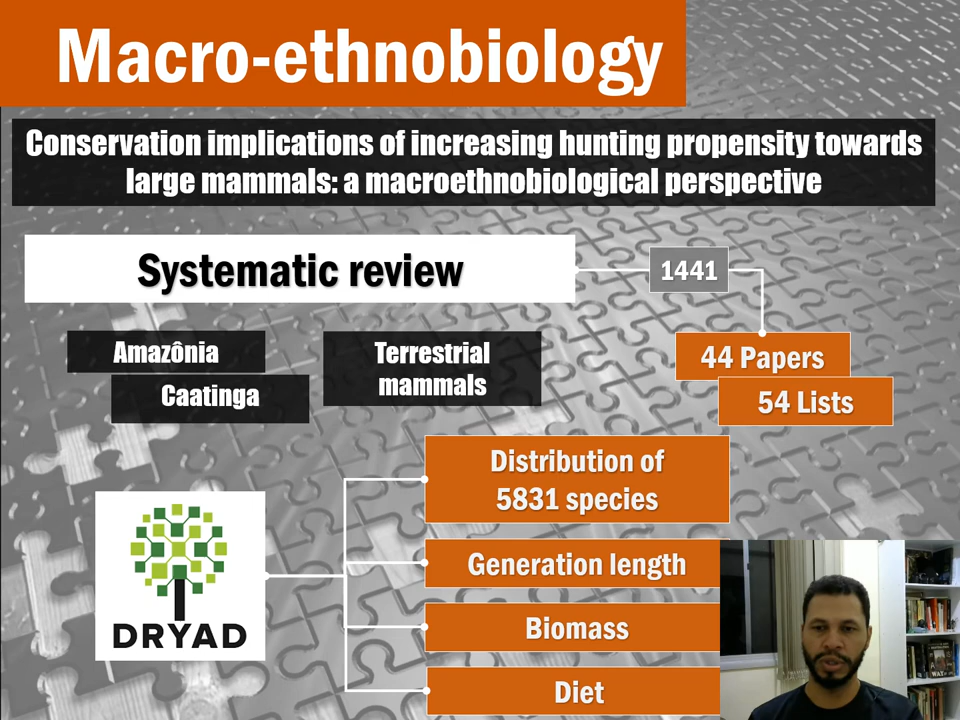 Macro-ethnobiology
Conservation implications of increasing hunting propensity towards
large mammals: a macroethnobiological perspective
Systematic review
1441
Amazônia
Caatinga
Terrestrial
mammals
44 Papers
54 Lists
Distribution of
5831 species
Generation length
Biomass
Diet
DRYAD